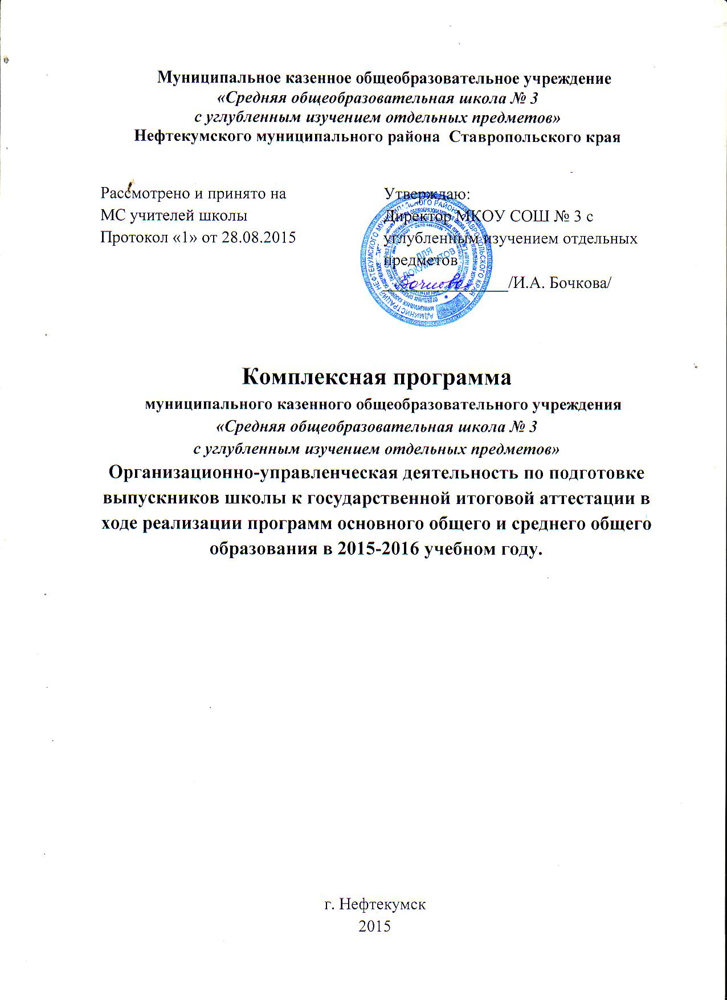 Муниципальное казенное общеобразовательное учреждение
«Средняя общеобразовательная школа № 3
с углубленным изучением отдельных предметов»
Нефтекумского муниципального района Ставропольского края
Рассмотрено и принято на
МС учителей школы
Протокол «1» от 28.08.2015
Утверждаю:
Директор МКОУ СОШ № 3 с
углубленным изучением отдельных
предметов
/И.А. Бочкова/
ДЛЯ
ДОКУМЕНТОВ
Комплексная программа
муниципального казенного общеобразовательного учреждения
«Средняя общеобразовательная школа № 3
с углубленным изучением отдельных предметов»
Организационно-управленческая деятельность по подготовке
выпускников школы к государственной итоговой аттестации в
ходе реализации программ основного общего и среднего общего
образования в 2015-2016 учебном году.
г. Нефтекумск
2015